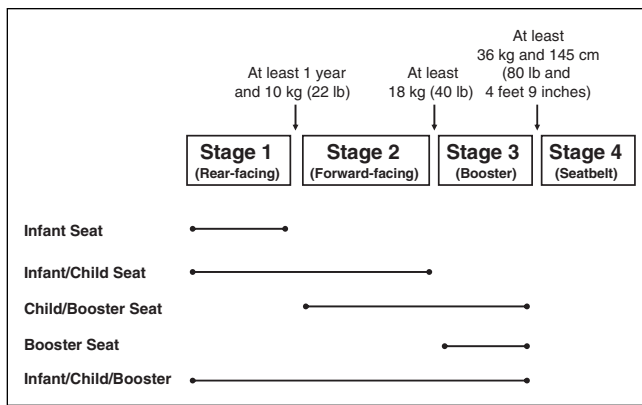 At least
36 kg and 145 cm
(80 lb and
4 feet 9 inches)
At least 1 year
and 10 kg (22 lb)
At least
18 kg (40 lb)
Stage 1
(Rear-facing)
Stage 2
(Forward-facing)
Stage 3
(Booster)
Stage 4
(Seatbelt)
Infant Seat
Infant/Child Seat
Child/Booster Seat
Booster Seat
Infant/Child/Booster